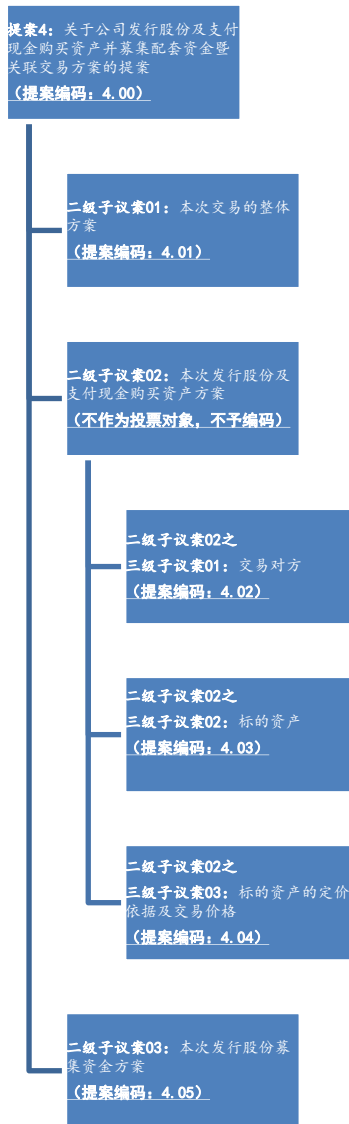 提案4：关于公司发行股份及支付
现金购买资产并募集配套资金暨
关联交易方案的提案
（提案编码：4.00）
二级子议案01：本次交易的整体
方案
（提案编码：4.01）
二级子议案02：本次发行股份及
支付现金购买资产方案
（不作为投票对象，不予编码）
二级子议案02之
三级子议案01：交易对方
（提案编码：4.02）
二级子议案02之
三级子议案02：标的资产
（提案编码：4.03）
二级子议案02之
三级子议案03：标的资产的定价
依据及交易价格
（提案编码：4.04）
二级子议案03：本次发行股份募
集资金方案
（提案编码：4.05）